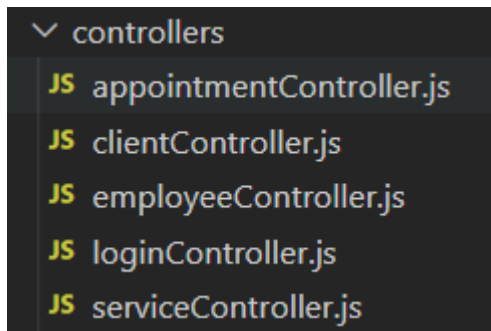 controllers
JS appointmentController.js
JS clientController.js
JS employeeController.js
JS loginController.js
JS serviceController.js